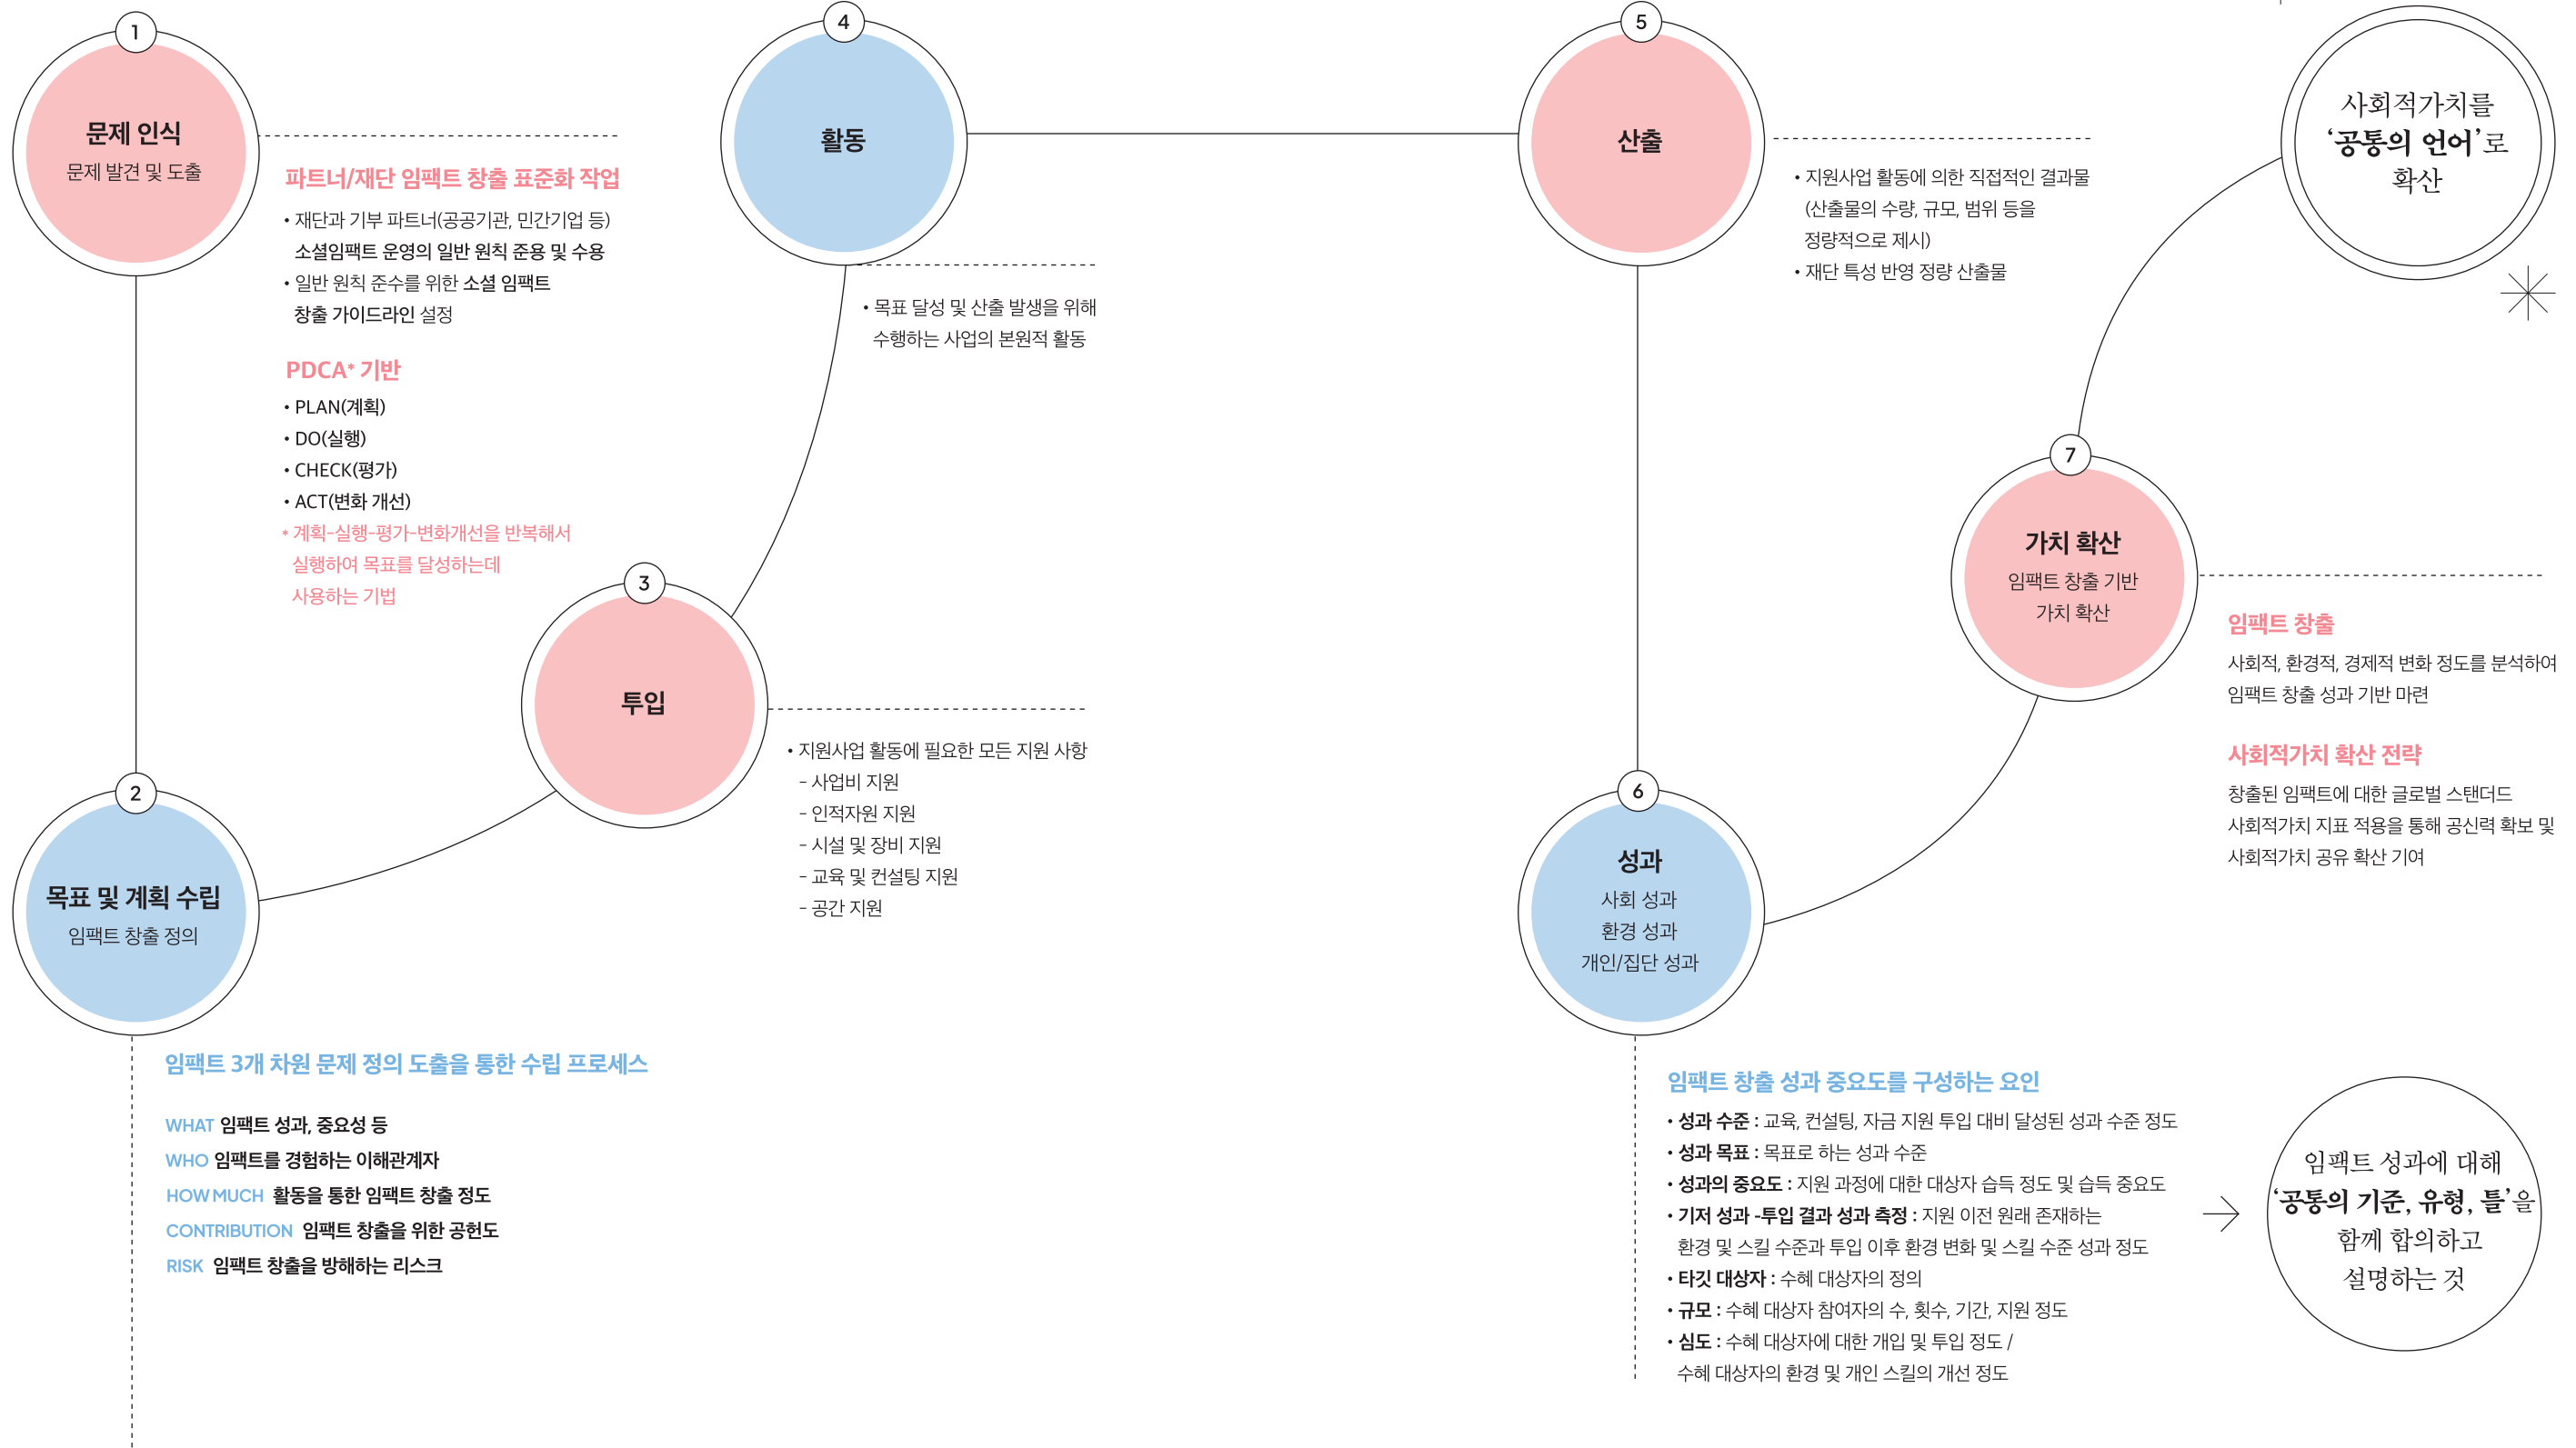 1
문제 인식
문제 발견 및 도출
파트너/재단 임팩트 창출 표준화 작업
• 재단과 기부 파트너(공공기관, 민간기업 등)
소셜임팩트 운영의 일반 원칙 준용 및 수용
• 일반 원칙 준수를 위한 소셜 임팩트
창출 가이드라인 설정
PDCA* 기반
• PLAN(계획)
• DO(실행)
• CHECK(평가)
• ACT(변화 개선)
* 계획-실행-평가-변화개선을 반복해서
실행하여 목표를 달성하는데
사용하는 기법
2
목표 및 계획 수립
임팩트 창출 정의
임팩트 3개 차원 문제 정의 도출을 통한 수립 프로세스
WHAT 임팩트 성과, 중요성 등
WHO 임팩트를 경험하는 이해관계자
HOW MUCH 활동을 통한 임팩트 창출 정도
CONTRIBUTION 임팩트 창출을 위한 공헌도
RISK 임팩트 창출을 방해하는 리스크
3
투입
• 지원사업 활동에 필요한 모든 지원 사항
- 사업비 지원
- 인적자원 지원
- 시설 및 장비 지원
- 교육 및 컨설팅 지원
- 공간 지원
4
활동
• 목표 달성 및 산출 발생을 위해
수행하는 사업의 본원적 활동
5
산출
• 지원사업 활동에 의한 직접적인 결과물
(산출물의 수량, 규모, 범위 등을
정량적으로 제시)
• 재단 특성 반영 정량 산출물
6
성과
사회 성과
환경 성과
개인/집단 성과
임팩트 창출 성과 중요도를 구성하는 요인
• 성과 수준 : 교육, 컨설팅, 자금 지원 투입 대비 달성된 성과 수준 정도
• 성과 목표 : 목표로 하는 성과 수준
• 성과의 중요도 : 지원 과정에 대한 대상자 습득 정도 및 습득 중요도
• 기저 성과 -투입 결과 성과 측정 : 지원 이전 원래 존재하는
환경 및 스킬 수준과 투입 이후 환경 변화 및 스킬 수준 성과 정도
• 타깃 대상자 : 수혜 대상자의 정의
• 규모 : 수혜 대상자 참여자의 수, 횟수, 기간, 지원 정도
• 심도 : 수혜 대상자에 대한 개입 및 투입 정도 /
수혜 대상자의 환경 및 개인 스킬의 개선 정도
임팩트 성과에 대해
‘공통의 기준, 유형, 틀’을
함께 합의하고
설명하는 것
7
가치 확산
임팩트 창출 기반
가치 확산
임팩트 창출
사회적, 환경적, 경제적 변화 정도를 분석하여
임팩트 창출 성과 기반 마련
사회적가치 확산 전략
창출된 임팩트에 대한 글로벌 스탠더드
사회적가치 지표 적용을 통해 공신력 확보 및
사회적가치 공유 확산 기여
사회적가치를
‘공통의 언어’로
확산